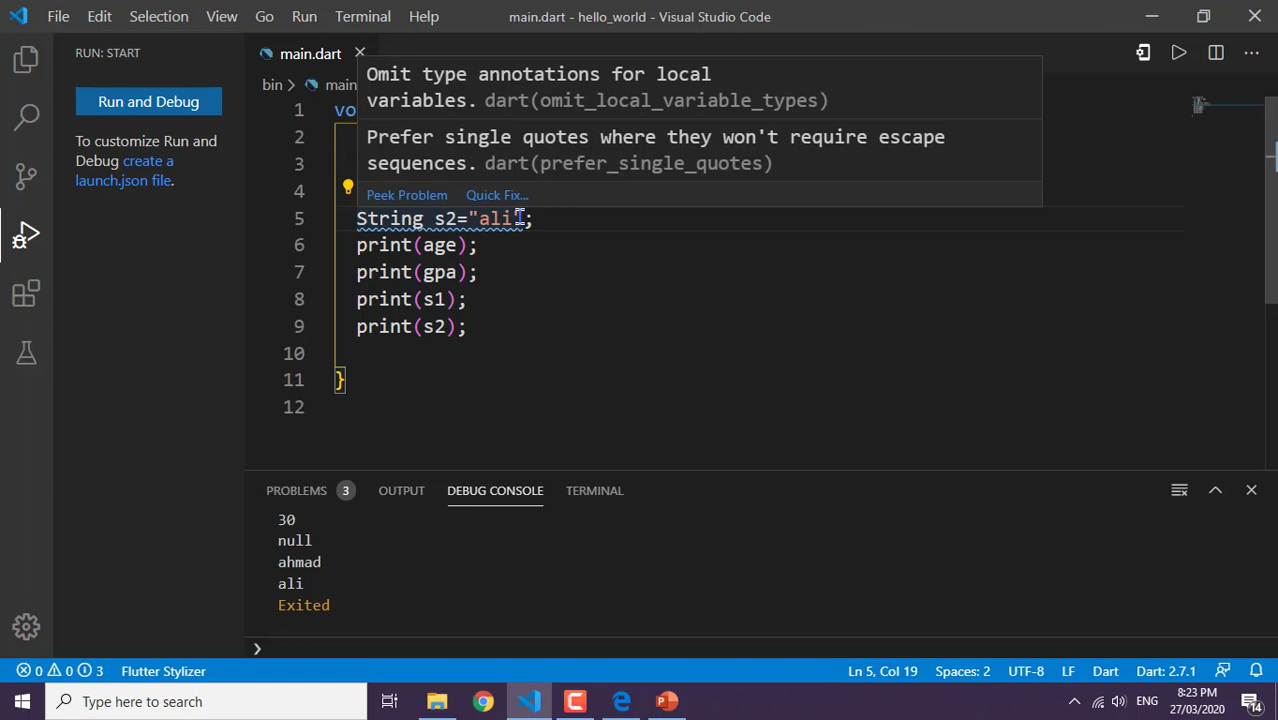 File Edit Selection View Go Run Terminal Help main.dart - hello_world - Visual Studio Code
RUN: START
Run and Debug
To customize Run and
Debug create a
launch.json file.
main.dart
bin > main
Omit type annotations for local
variables. dart(omit_local_variable_types)
Prefer single quotes where they won't require escape
sequences. dart(prefer_single_quotes)
Peek Problem Quick Fix...
1 vo
2
3
4
5 String s2="ali";
6 print(age);
7 print(gpa);
8 print(s1);
9 print(s2);
10
11 }
12
PROBLEMS 3 OUTPUT DEBUG CONSOLE TERMINAL
30
null
ahmad
ali
Exited
0 0 3 Flutter Stylizer Ln 5, Col 19 Spaces: 2 UTF-8 LF Dart Dart: 2.7.1
Type here to search
ENG
8:23 PM
27/03/2020
14